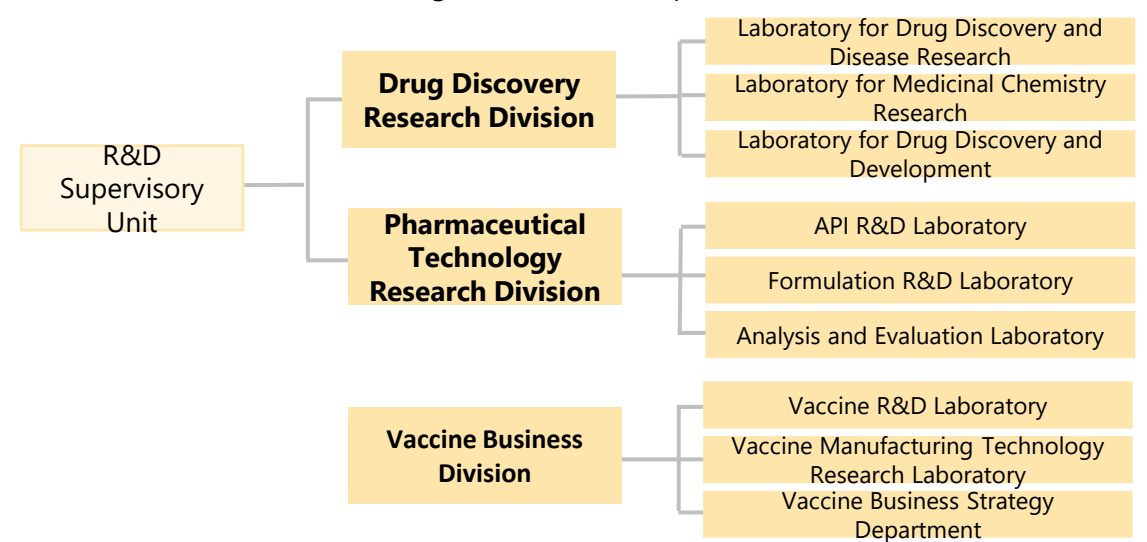 R&D
Supervisory
Unit
Drug Discovery
Research Division
Laboratory for Drug Discovery and
Disease Research
Laboratory for Medicinal Chemistry
Research
Laboratory for Drug Discovery and
Development
Pharmaceutical
Technology
Research Division
API R&D Laboratory
Formulation R&D Laboratory
Analysis and Evaluation Laboratory
Vaccine Business
Division
Vaccine R&D Laboratory
Vaccine Manufacturing Technology
Research Laboratory
Vaccine Business Strategy
Department